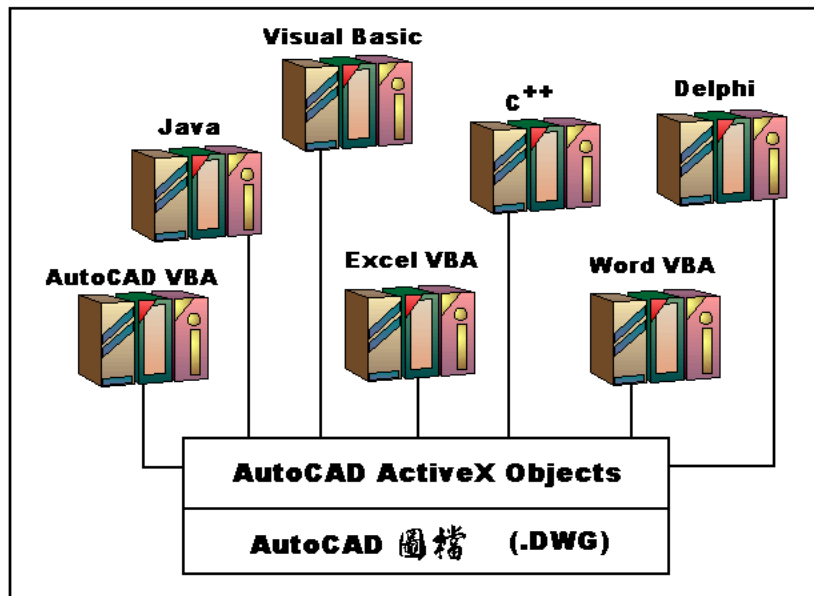 Visual Basic
C++
Delphi
Java
AutoCAD VBA
Excel VBA
Word VBA
AutoCAD ActiveX Objects
AutoCAD 圖檔 (.DWG)